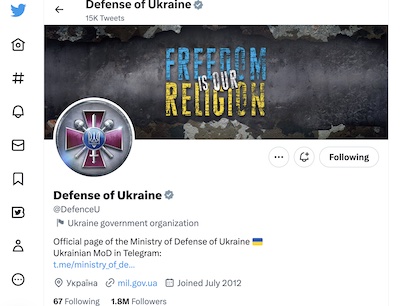 Defense of Ukraine
15K Tweets
FREEDOM
IS OUR
RELIGION
Following
Defense of Ukraine
@DefenceU
Ukraine government organization
Official page of the Ministry of Defense of Ukraine 🇺🇦
Ukrainian MoD in Telegram:
t.me/ministry_of_de...
Україна mil.gov.ua Joined July 2012
67 Following 1.8M Followers